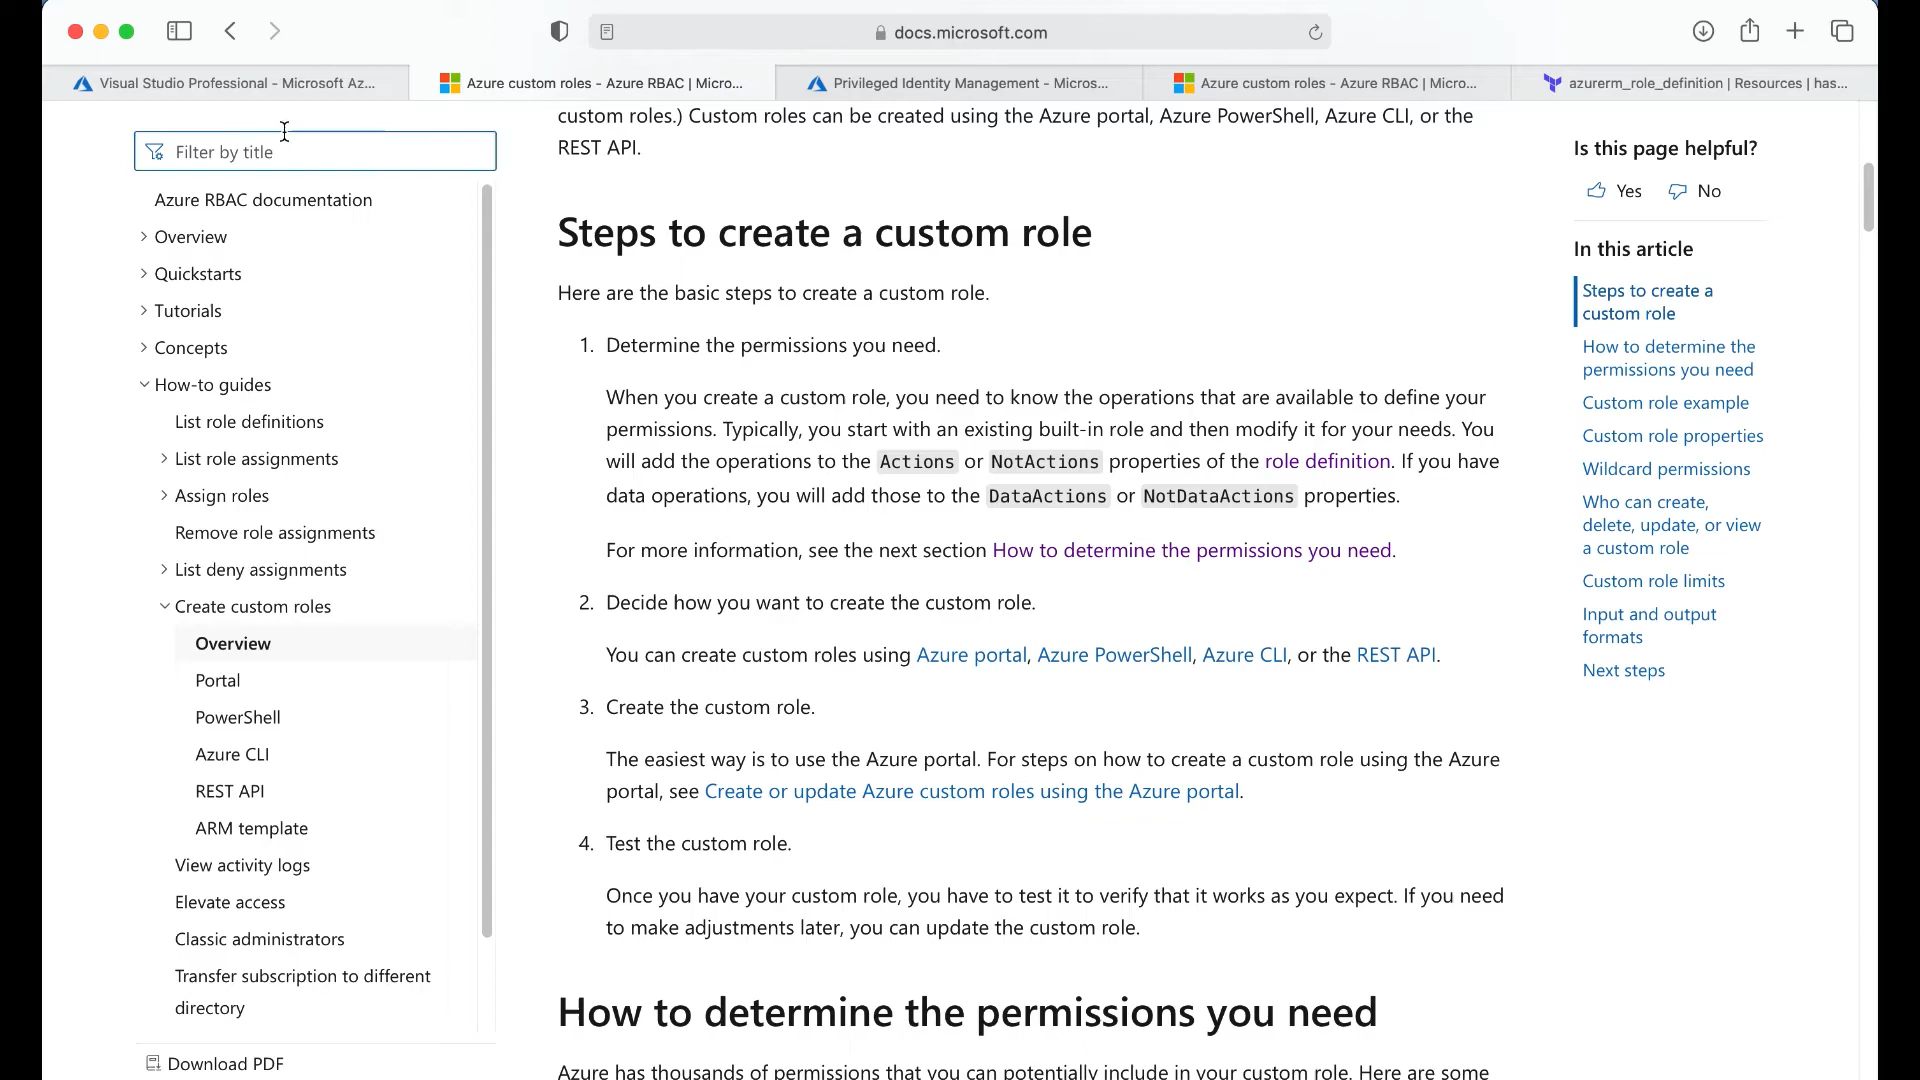 docs.microsoft.com
Visual Studio Professional - Microsoft Az...
Azure custom roles - Azure RBAC | Micro...
Privileged Identity Management - Micros...
Azure custom roles - Azure RBAC | Micro...
azurerm_role_definition | Resources | has...
Filter by title
Azure RBAC documentation
Overview
Quickstarts
Tutorials
Concepts
How-to guides
List role definitions
List role assignments
Assign roles
Remove role assignments
List deny assignments
Create custom roles
Overview
Portal
PowerShell
Azure CLI
REST API
ARM template
View activity logs
Elevate access
Classic administrators
Transfer subscription to different
directory
Download PDF
custom roles.) Custom roles can be created using the Azure portal, Azure PowerShell, Azure CLI, or the
REST API.
Steps to create a custom role
Here are the basic steps to create a custom role.
1. Determine the permissions you need.
When you create a custom role, you need to know the operations that are available to define your
permissions. Typically, you start with an existing built-in role and then modify it for your needs. You
will add the operations to the Actions or NotActions properties of the role definition. If you have
data operations, you will add those to the DataActions or NotDataActions properties.
For more information, see the next section How to determine the permissions you need.
2. Decide how you want to create the custom role.
You can create custom roles using Azure portal, Azure PowerShell, Azure CLI, or the REST API.
3. Create the custom role.
The easiest way is to use the Azure portal. For steps on how to create a custom role using the Azure
portal, see Create or update Azure custom roles using the Azure portal.
4. Test the custom role.
Once you have your custom role, you have to test it to verify that it works as you expect. If you need
to make adjustments later, you can update the custom role.
How to determine the permissions you need
Azure has thousands of permissions that you can potentially include in your custom role. Here are some
Is this page helpful?
Yes No
In this article
Steps to create a
custom role
How to determine the
permissions you need
Custom role example
Custom role properties
Wildcard permissions
Who can create,
delete, update, or view
a custom role
Custom role limits
Input and output
formats
Next steps